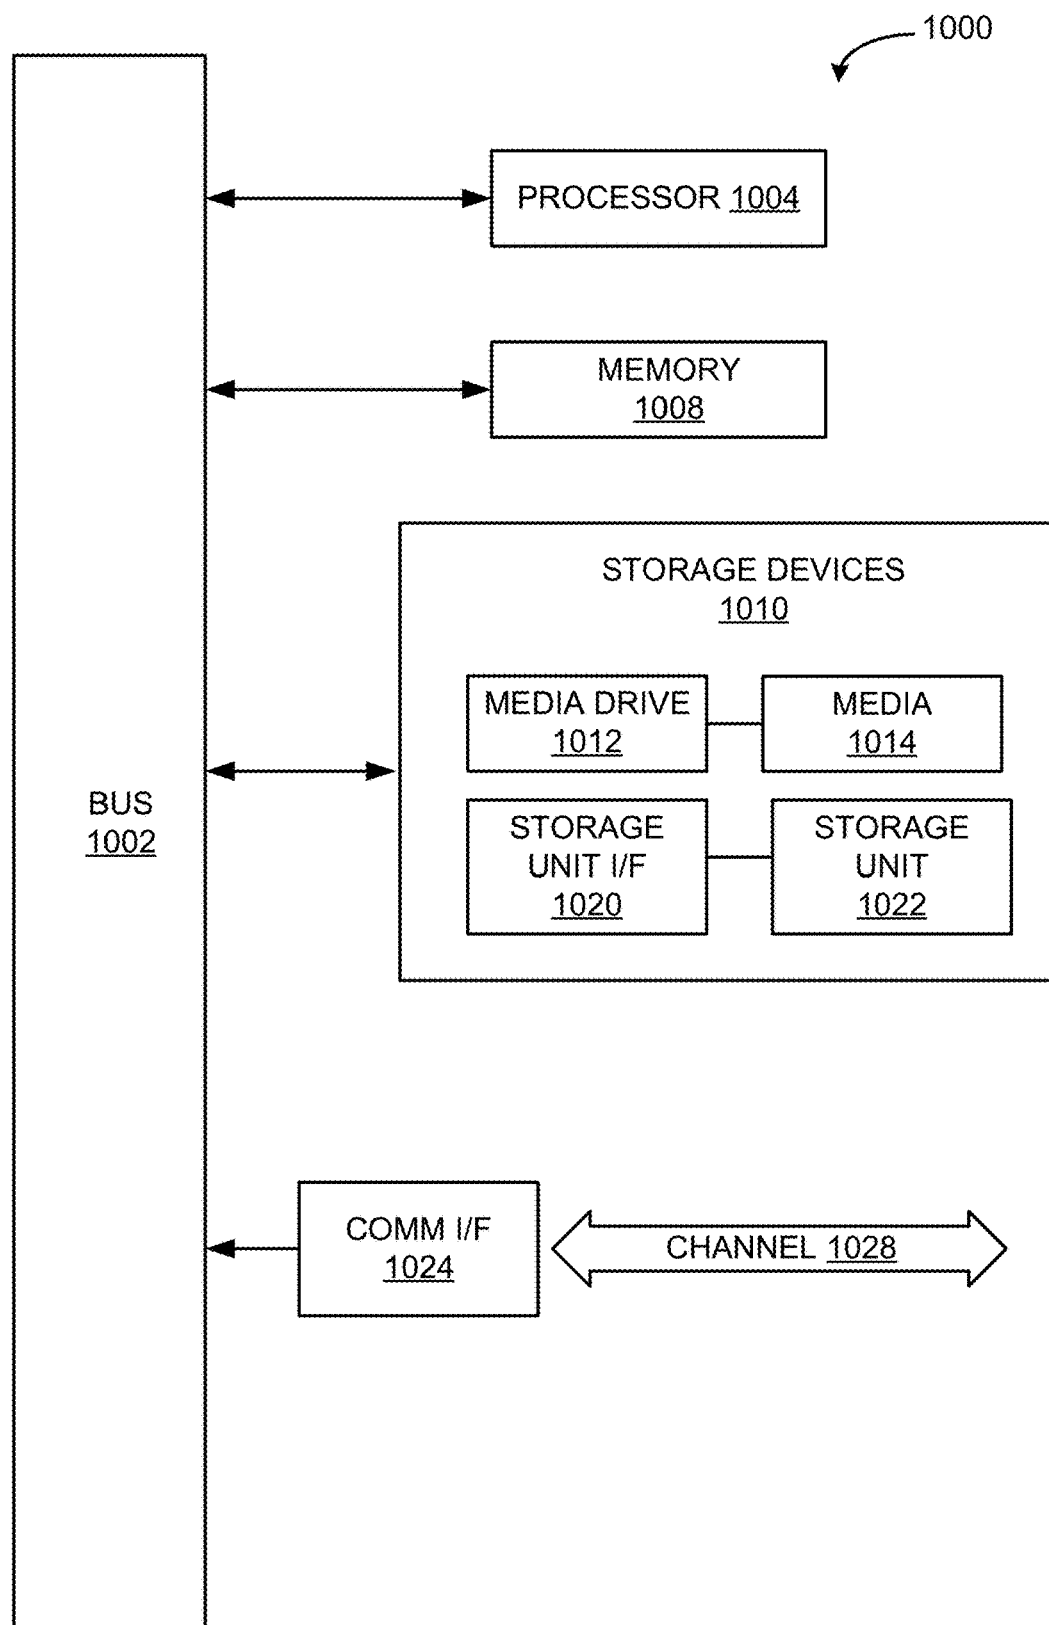 1000
PROCESSOR 1004
MEMORY
1008
STORAGE DEVICES
1010
MEDIA DRIVE
1012
MEDIA
1014
BUS
1002
STORAGE
UNIT I/F
1020
STORAGE
UNIT
1022
COMM I/F
1024
CHANNEL 1028